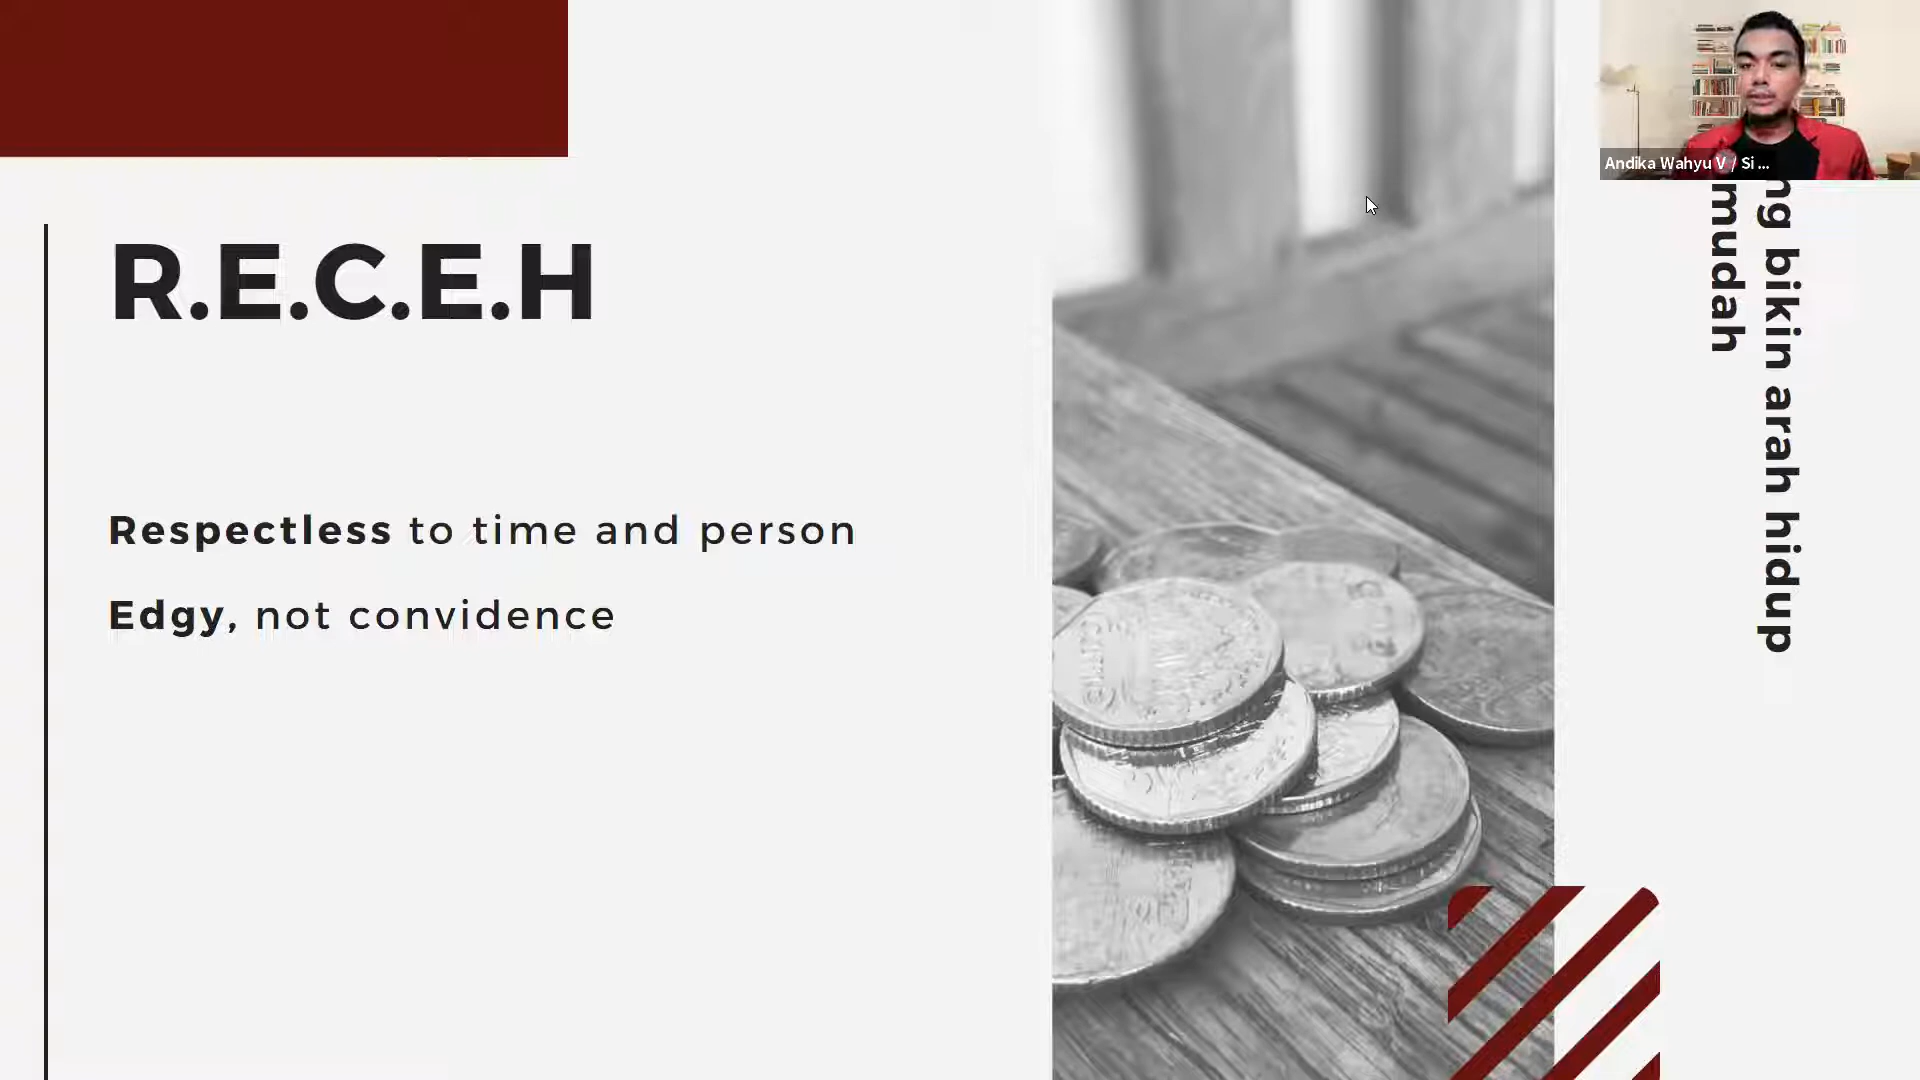 R.E.C.E.H
Respectless to time and person
Edgy, not convidence
Andika Wahyu V / Si ...
ng bikin arah hidup
mudah